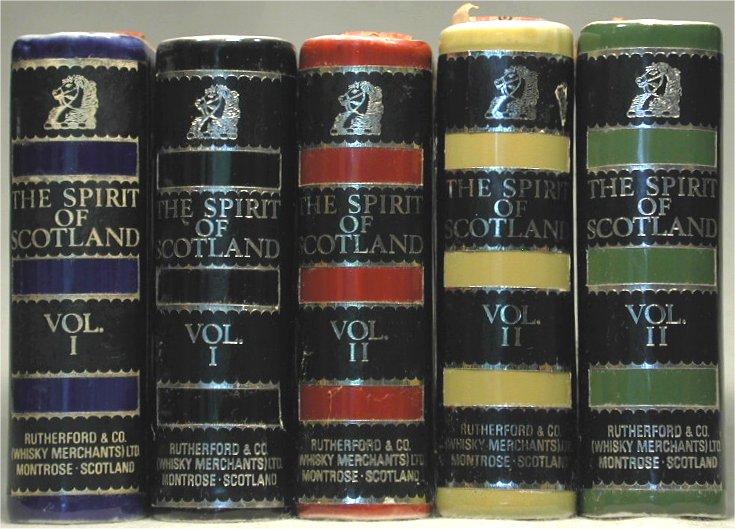 THE SPIRIT
OF
SCOTLAND
VOL.
I
RUTHERFORD & CO.
(WHISKY MERCHANTS) LTD.
MONTROSE · SCOTLAND
THE SPIRIT
OF
SCOTLAND
VOL.
I
RUTHERFORD & CO.
(WHISKY MERCHANTS) LTD.
MONTROSE · SCOTLAND
THE SPIRIT
OF
SCOTLAND
VOL.
II
RUTHERFORD & CO.
(WHISKY MERCHANTS) LTD.
MONTROSE · SCOTLAND
THE SPIRIT
OF
SCOTLAND
VOL.
II
RUTHERFORD & CO.
(WHISKY MERCHANTS) LTD.
MONTROSE · SCOTLAND
THE SPIRIT
OF
SCOTLAND
VOL.
II
RUTHERFORD & CO.
(WHISKY MERCHANTS) LTD.
MONTROSE · SCOTLAND